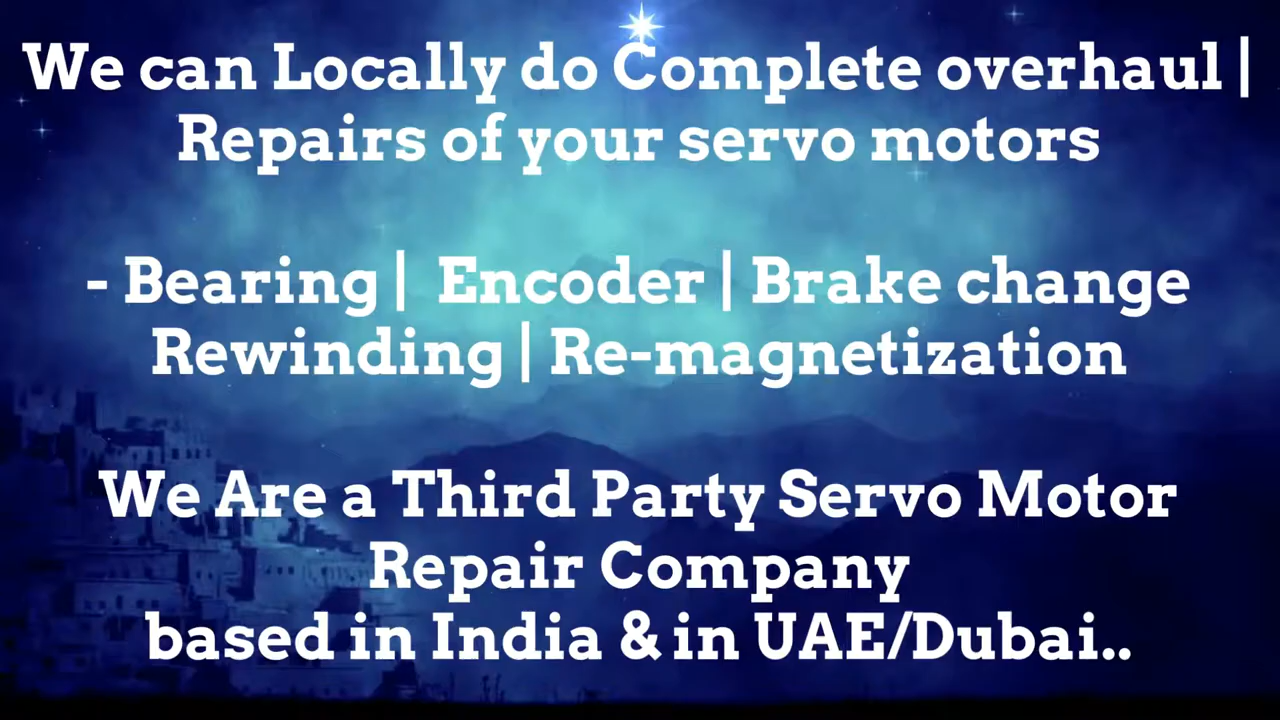 We can Locally do Complete overhaul |
Repairs of your servo motors
- Bearing | Encoder | Brake change
Rewinding | Re-magnetization
We Are a Third Party Servo Motor
Repair Company
based in India & in UAE/Dubai..